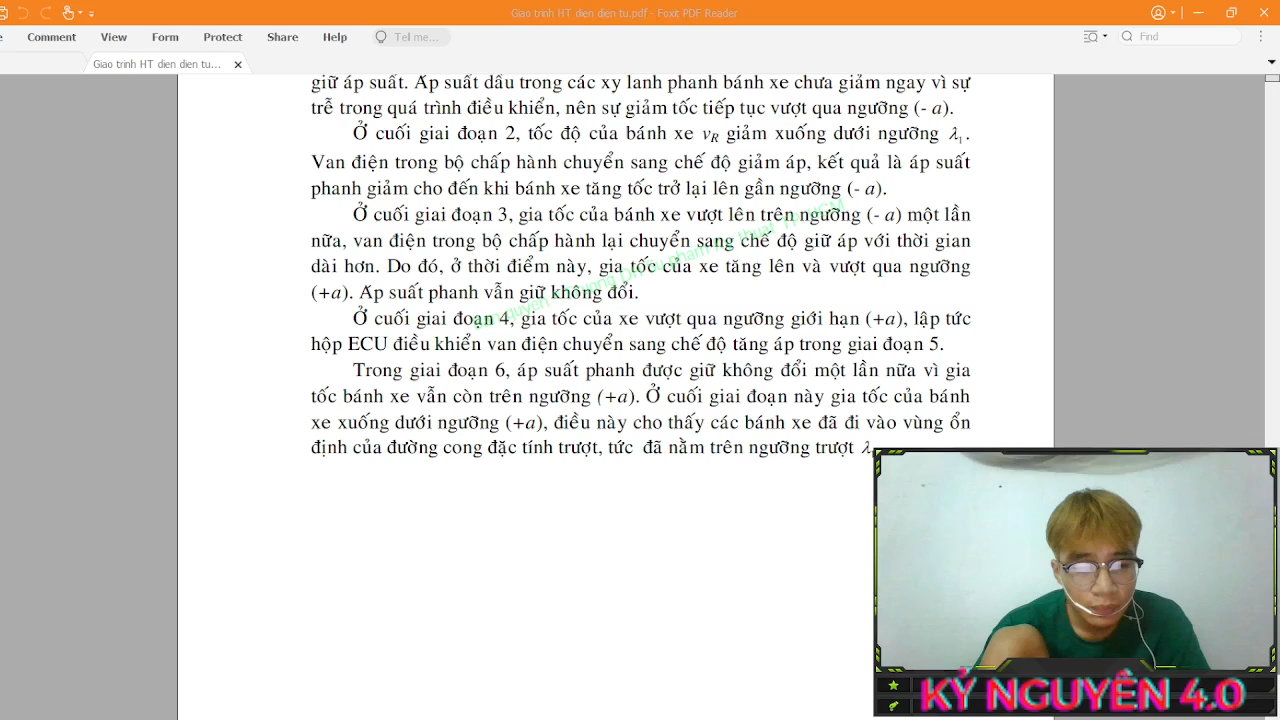 Giao trinh HT dien dien tu.pdf - Foxit PDF Reader
Comment View Form Protect Share Help Tell me... Find
Giao trinh HT dien dien tu...
giữ áp suất. Áp suất dầu trong các xy lanh phanh bánh xe chưa giảm ngay vì sự
trễ trong quá trình điều khiển, nên sự giảm tốc tiếp tục vượt qua ngưỡng (- a).
Ở cuối giai đoạn 2, tốc độ của bánh xe vR giảm xuống dưới ngưỡng λ1.
Van điện trong bộ chấp hành chuyển sang chế độ giảm áp, kết quả là áp suất
phanh giảm cho đến khi bánh xe tăng tốc trở lại lên gần ngưỡng (- a).
Ở cuối giai đoạn 3, gia tốc của bánh xe vượt lên trên ngưỡng (- a) một lần
nữa, van điện trong bộ chấp hành lại chuyển sang chế độ giữ áp với thời gian
dài hơn. Do đó, ở thời điểm này, gia tốc của xe tăng lên và vượt qua ngưỡng
(+a). Áp suất phanh vẫn giữ không đổi.
Ở cuối giai đoạn 4, gia tốc của xe vượt qua ngưỡng giới hạn (+a), lập tức
hộp ECU điều khiển van điện chuyển sang chế độ tăng áp trong giai đoạn 5.
Trong giai đoạn 6, áp suất phanh được giữ không đổi một lần nữa vì gia
tốc bánh xe vẫn còn trên ngưỡng (+a). Ở cuối giai đoạn này gia tốc của bánh
xe xuống dưới ngưỡng (+a), điều này cho thấy các bánh xe đã đi vào vùng ổn
định của đường cong đặc tính trượt, tức đã nằm trên ngưỡng trượt λ
KỶ NGUYÊN 4.0